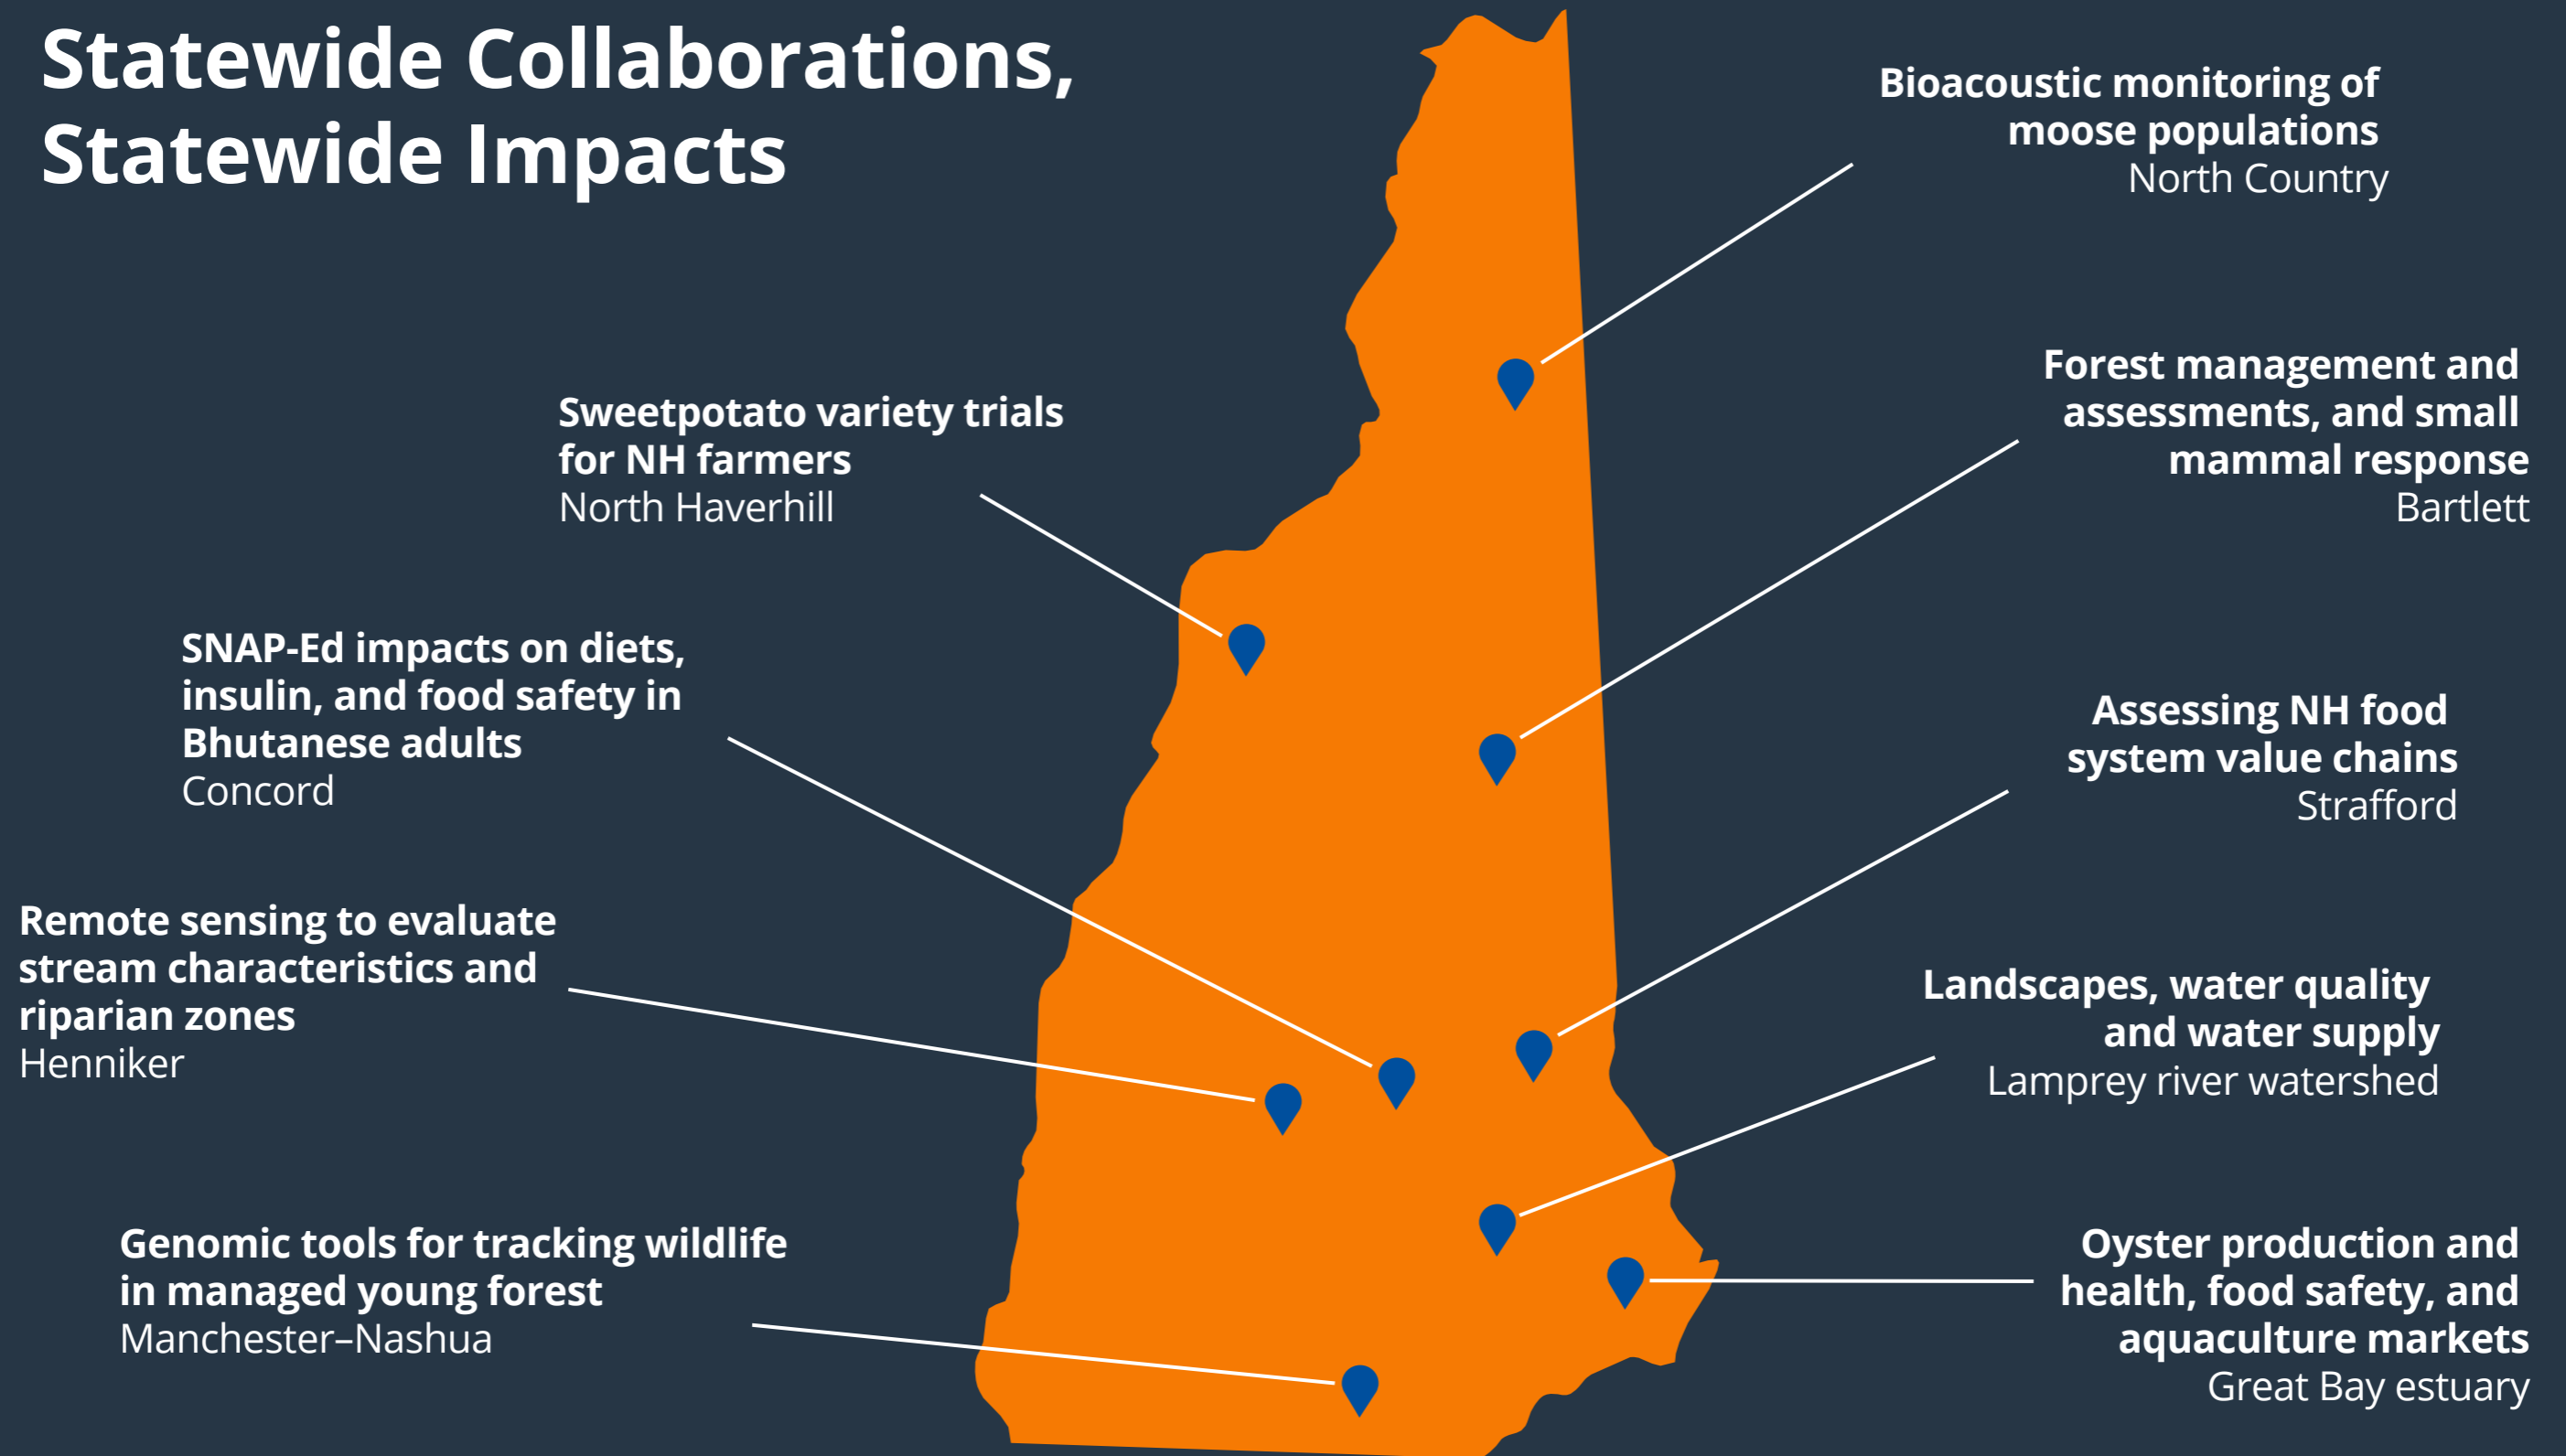 Statewide Collaborations,
Statewide Impacts
Bioacoustic monitoring of
moose populations
North Country
Forest management and
assessments, and small
mammal response
Bartlett
Sweetpotato variety trials
for NH farmers
North Haverhill
SNAP-Ed impacts on diets,
insulin, and food safety in
Bhutanese adults
Concord
Assessing NH food
system value chains
Strafford
Remote sensing to evaluate
stream characteristics and
riparian zones
Henniker
Landscapes, water quality
and water supply
Lamprey river watershed
Genomic tools for tracking wildlife
in managed young forest
Manchester–Nashua
Oyster production and
health, food safety, and
aquaculture markets
Great Bay estuary